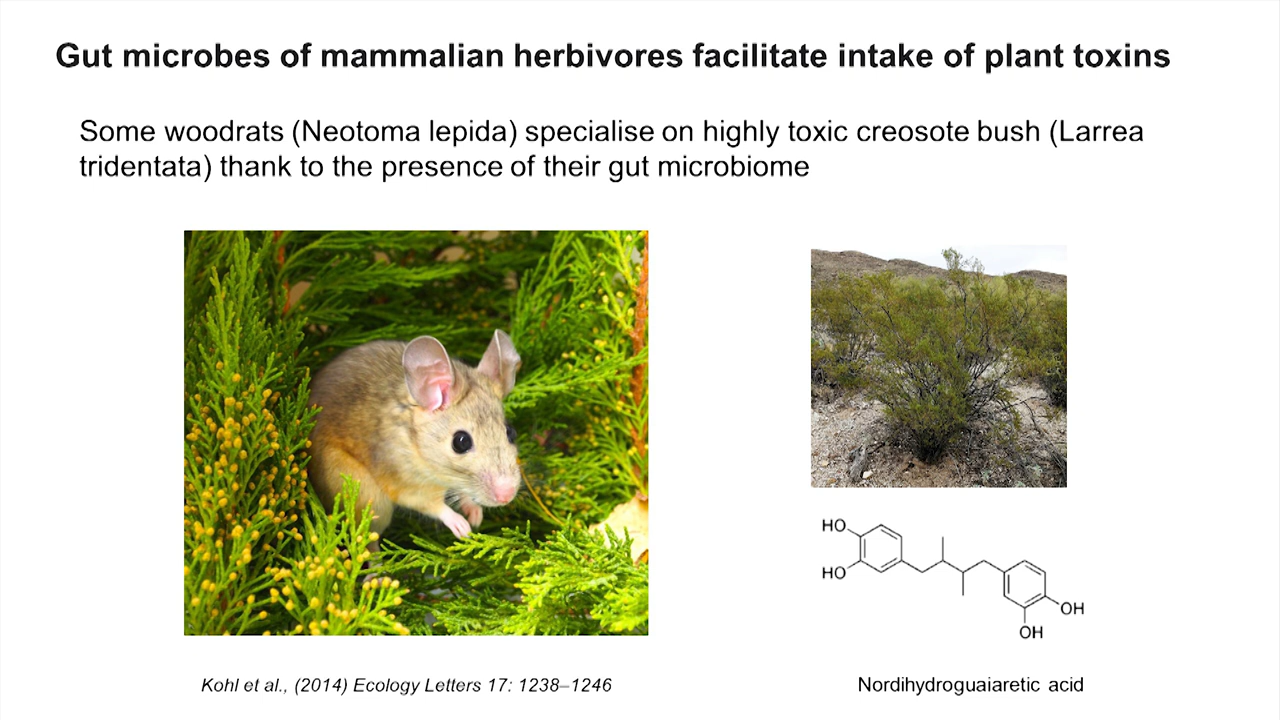 Gut microbes of mammalian herbivores facilitate intake of plant toxins
Some woodrats (Neotoma lepida) specialise on highly toxic creosote bush (Larrea
tridentata) thank to the presence of their gut microbiome
HO
HO
OH
OH
Kohl et al., (2014) Ecology Letters 17: 1238–1246
Nordihydroguaiaretic acid